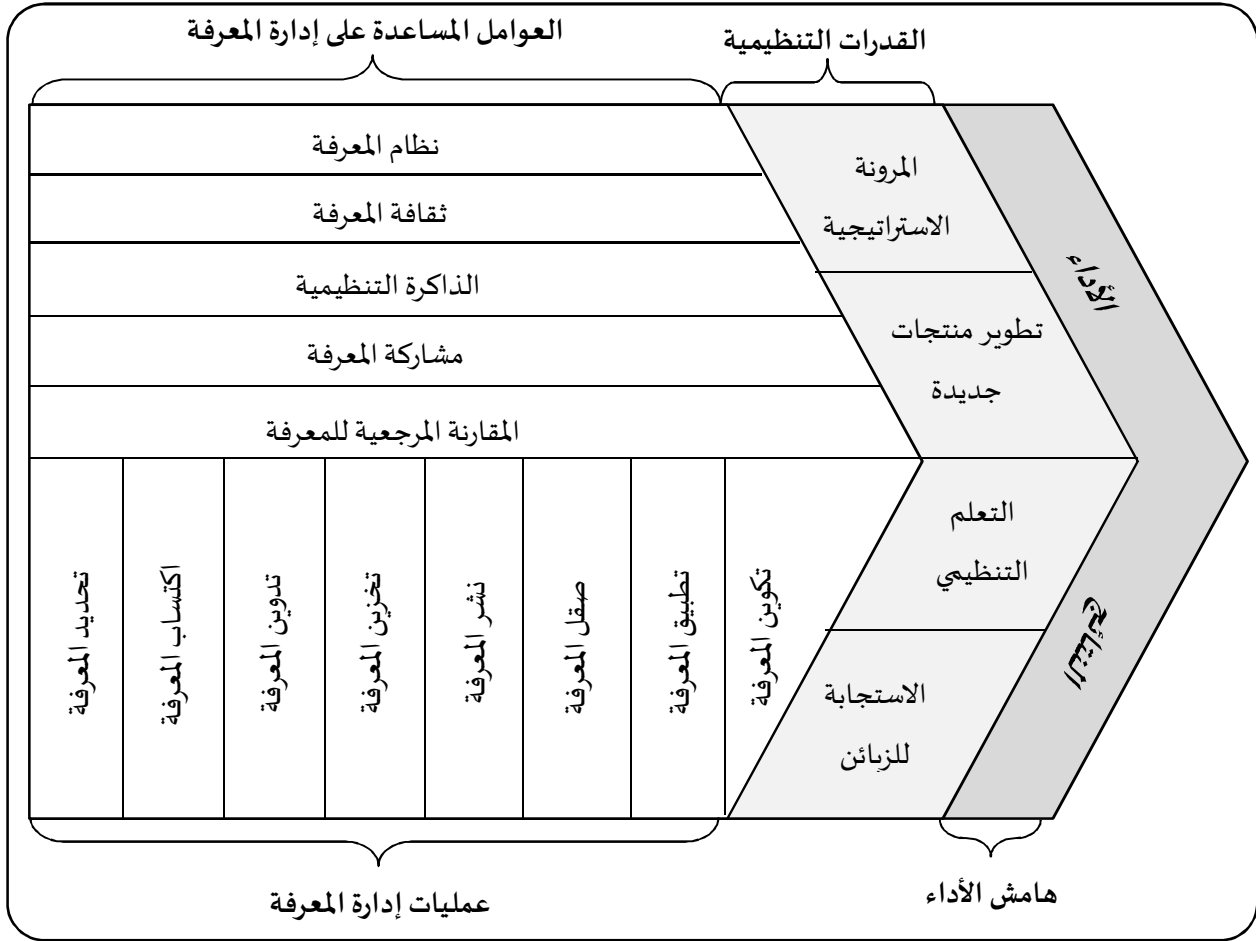 العوامل المساعدة على إدارة المعرفة
القدرات التنظيمية
نظام المعرفة
ثقافة المعرفة
الذاكرة التنظيمية
مشاركة المعرفة
المقارنة المرجعية للمعرفة
المرونة
الاستراتيجية
تطوير منتجات
جديدة
التعلم
التنظيمي
الاستجابة
للزبائن
الأداء
النتائج
تحديد المعرفة
اكتساب المعرفة
تدوين المعرفة
تخزين المعرفة
نشر المعرفة
صقل المعرفة
تطبيق المعرفة
تكوين المعرفة
عمليات إدارة المعرفة
هامش الأداء